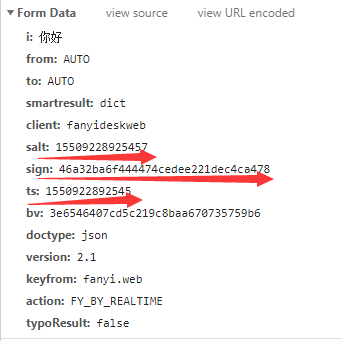 Form Data view source view URL encoded
i: 你好
from: AUTO
to: AUTO
smartresult: dict
client: fanyideskweb
salt: 15509228925457
sign: 46a32ba6f444474cedee221dec4ca478
ts: 1550922892545
bv: 3e6546407cd5c219c8baa670735759b6
doctype: json
version: 2.1
keyfrom: fanyi.web
action: FY_BY_REALTIME
typoResult: false